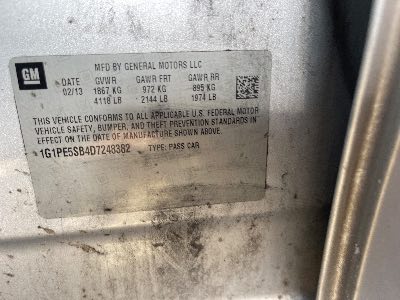 GM
MFD BY GENERAL MOTORS LLC
DATE GVWR GAWR FRT GAWR RR
02/13 1867 KG 972 KG 895 KG
4118 LB 2144 LB 1974 LB
THIS VEHICLE CONFORMS TO ALL APPLICABLE U.S. FEDERAL MOTOR
VEHICLE SAFETY, BUMPER, AND THEFT PREVENTION STANDARDS IN
EFFECT ON THE DATE OF MANUFACTURE SHOWN ABOVE.
1G1PE5SB4D7248382 TYPE: PASS CAR